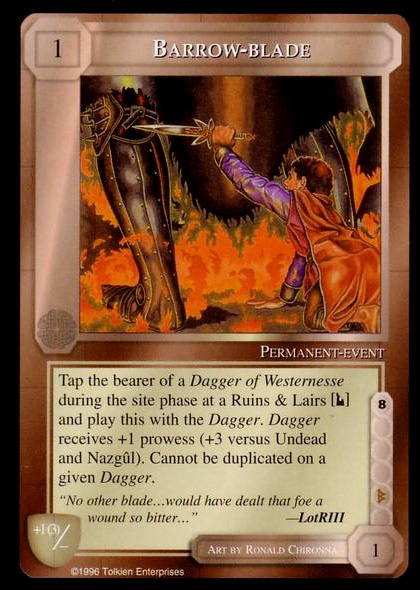 1
BARROW-BLADE
PERMANENT-EVENT
Tap the bearer of a Dagger of Westernesse
during the site phase at a Ruins & Lairs []
and play this with the Dagger. Dagger
receives +1 prowess (+3 versus Undead
and Nazgûl). Cannot be duplicated on a
given Dagger.
8
“No other blade…would have dealt that foe a
wound so bitter…” —LotRIII
+1(3)/–
ART BY RONALD CHIRONNA
1
©1996 Tolkien Enterprises